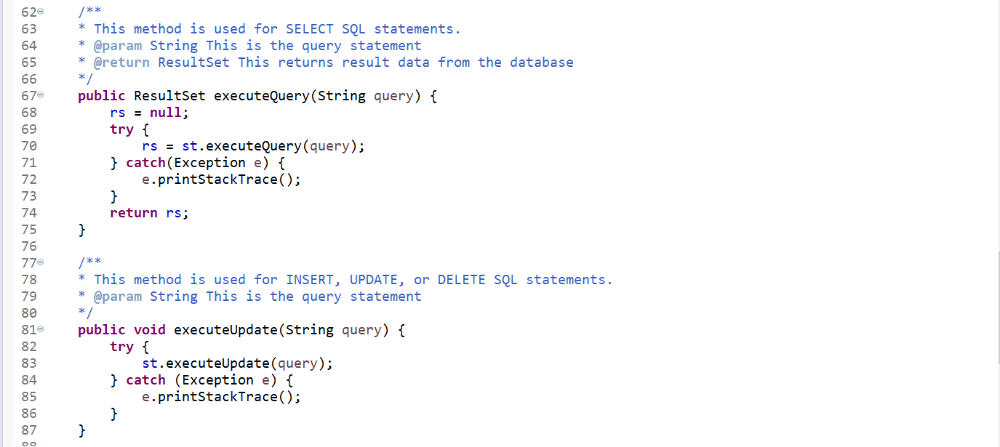 62 /**
63 * This method is used for SELECT SQL statements.
64 * @param String This is the query statement
65 * @return ResultSet This returns result data from the database
66 */
67 public ResultSet executeQuery(String query) {
68 rs = null;
69 try {
70 rs = st.executeQuery(query);
71 } catch(Exception e) {
72 e.printStackTrace();
73 }
74 return rs;
75 }
76
77 /**
78 * This method is used for INSERT, UPDATE, or DELETE SQL statements.
79 * @param String This is the query statement
80 */
81 public void executeUpdate(String query) {
82 try {
83 st.executeUpdate(query);
84 } catch (Exception e) {
85 e.printStackTrace();
86 }
87 }
88